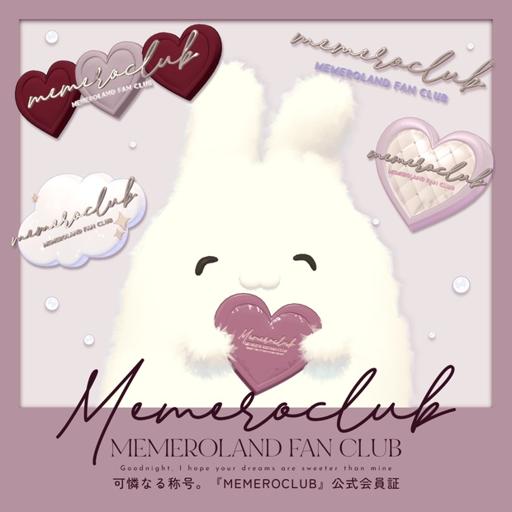 memeroclub
MEMEROLAND FAN CLUB
memeroclub
MEMEROLAND FAN CLUB
memeroclub
MEMEROLAND FAN CLUB
memeroclub
MEMEROLAND FAN CLUB
Memeroclub
Memeroclub
MEMEROLAND FAN CLUB
Goodnight, I hope your dreams are sweeter than mine
可憐なる称号。『MEMEROCLUB』公式会員証